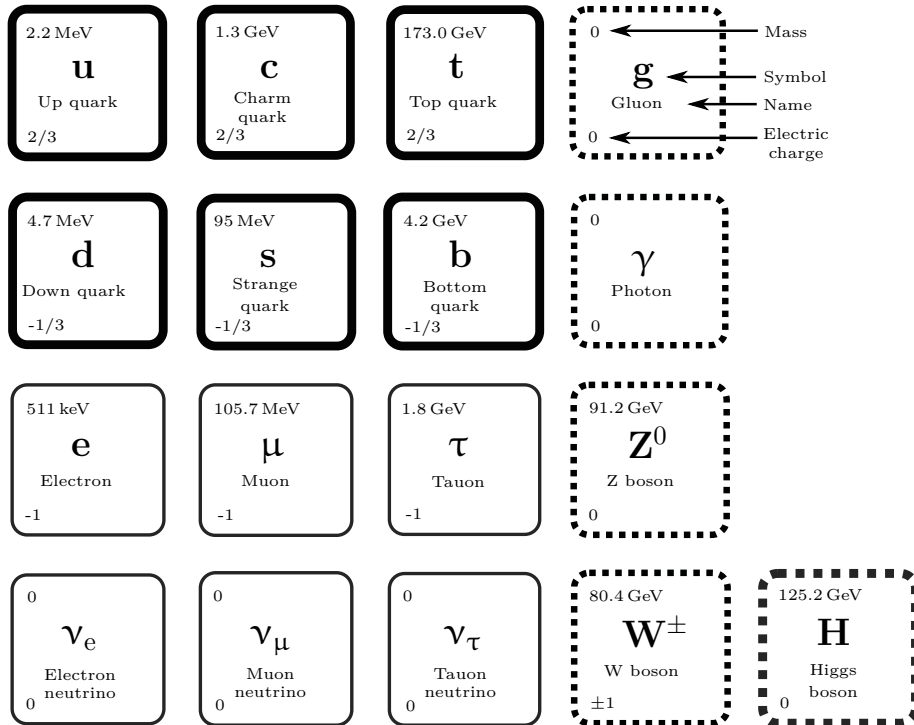 2.2 MeV
u
Up quark
2/3
1.3 GeV
c
Charm
quark
2/3
173.0 GeV
t
Top quark
2/3
0
g
Gluon
0
Mass
Symbol
Name
Electric
charge
4.7 MeV
d
Down quark
-1/3
95 MeV
s
Strange
quark
-1/3
4.2 GeV
b
Bottom
quark
-1/3
0
γ
Photon
0
511 keV
e
Electron
-1
105.7 MeV
μ
Muon
-1
1.8 GeV
τ
Tauon
-1
91.2 GeV
Z⁰
Z boson
0
0
νₑ
Electron
neutrino
0
0
ν_μ
Muon
neutrino
0
0
ν_τ
Tauon
neutrino
0
80.4 GeV
W±
W boson
±1
125.2 GeV
H
Higgs
boson
0